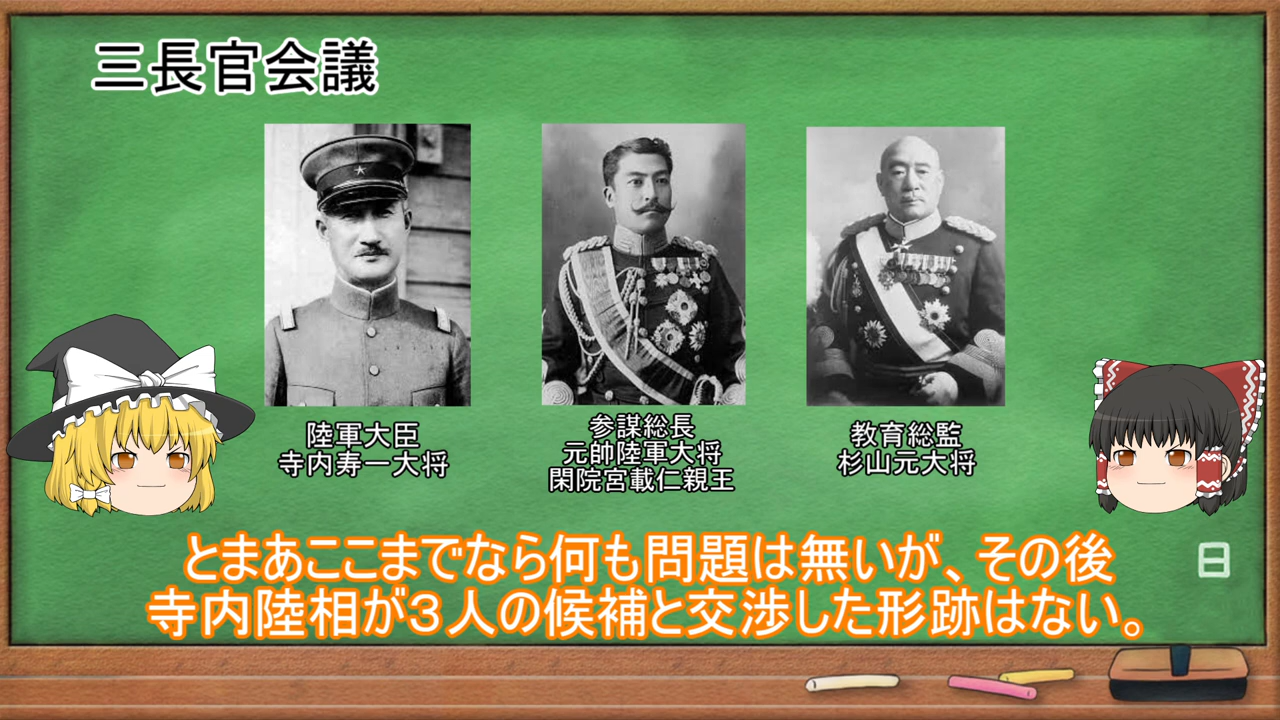 三長官会議
陸軍大臣
寺内寿一大将
参謀総長
元帥陸軍大将
閑院宮載仁親王
教育総監
杉山元大将
とまあここまでなら何も問題は無いが、その後
寺内陸相が３人の候補と交渉した形跡はない。
日